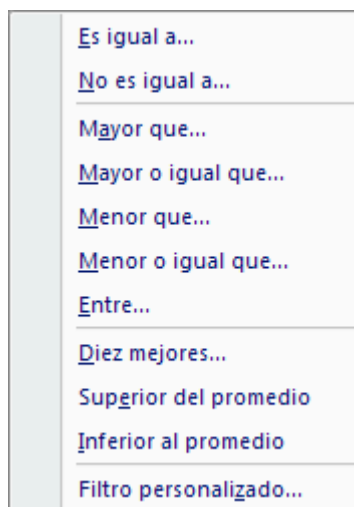 Es igual a...
No es igual a...
Mayor que...
Mayor o igual que...
Menor que...
Menor o igual que...
Entre...
Diez mejores...
Superior del promedio
Inferior al promedio
Filtro personalizado...